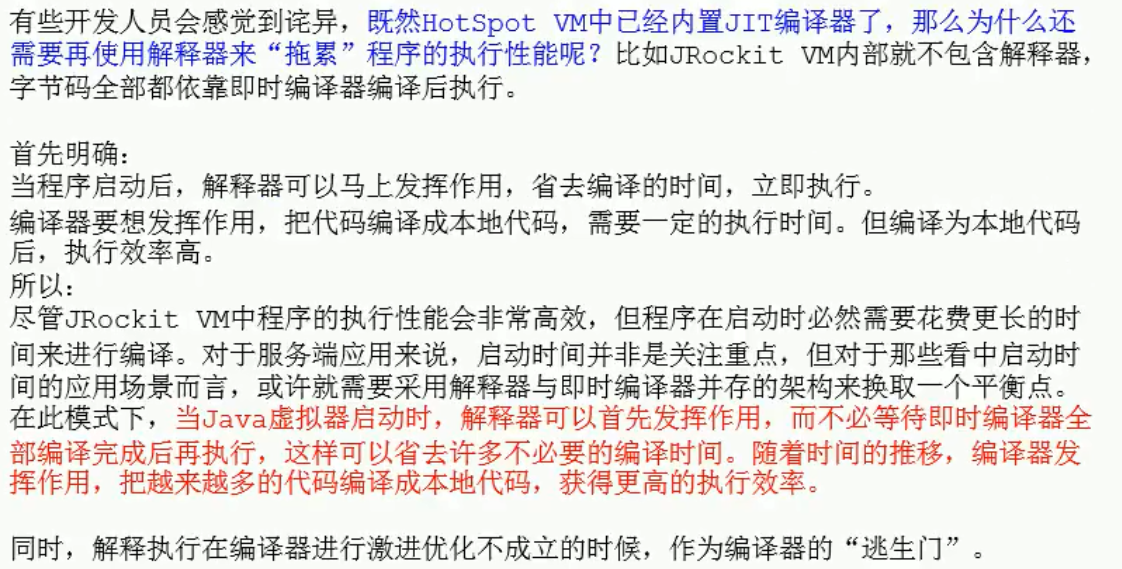 有些开发人员会感觉到诧异，既然HotSpot VM中已经内置JIT编译器了，那么为什么还
需要再使用解释器来“拖累”程序的执行性能呢？比如JRockit VM内部就不包含解释器，
字节码全部都依靠即时编译器编译后执行。
首先明确：
当程序启动后，解释器可以马上发挥作用，省去编译的时间，立即执行。
编译器要想发挥作用，把代码编译成本地代码，需要一定的执行时间。但编译为本地代码
后，执行效率高。
所以：
尽管JRockit VM中程序的执行性能会非常高效，但程序在启动时必然需要花费更长的时
间来进行编译。对于服务端应用来说，启动时间并非是关注重点，但对于那些看中启动时
间的应用场景而言，或许就需要采用解释器与即时编译器并存的架构来换取一个平衡点。
在此模式下，当Java虚拟器启动时，解释器可以首先发挥作用，而不必等待即时编译器全
部编译完成后再执行，这样可以省去许多不必要的编译时间。随着时间的推移，编译器发
挥作用，把越来越多的代码编译成本地代码，获得更高的执行效率。
同时，解释执行在编译器进行激进优化不成立的时候，作为编译器的“逃生门”。